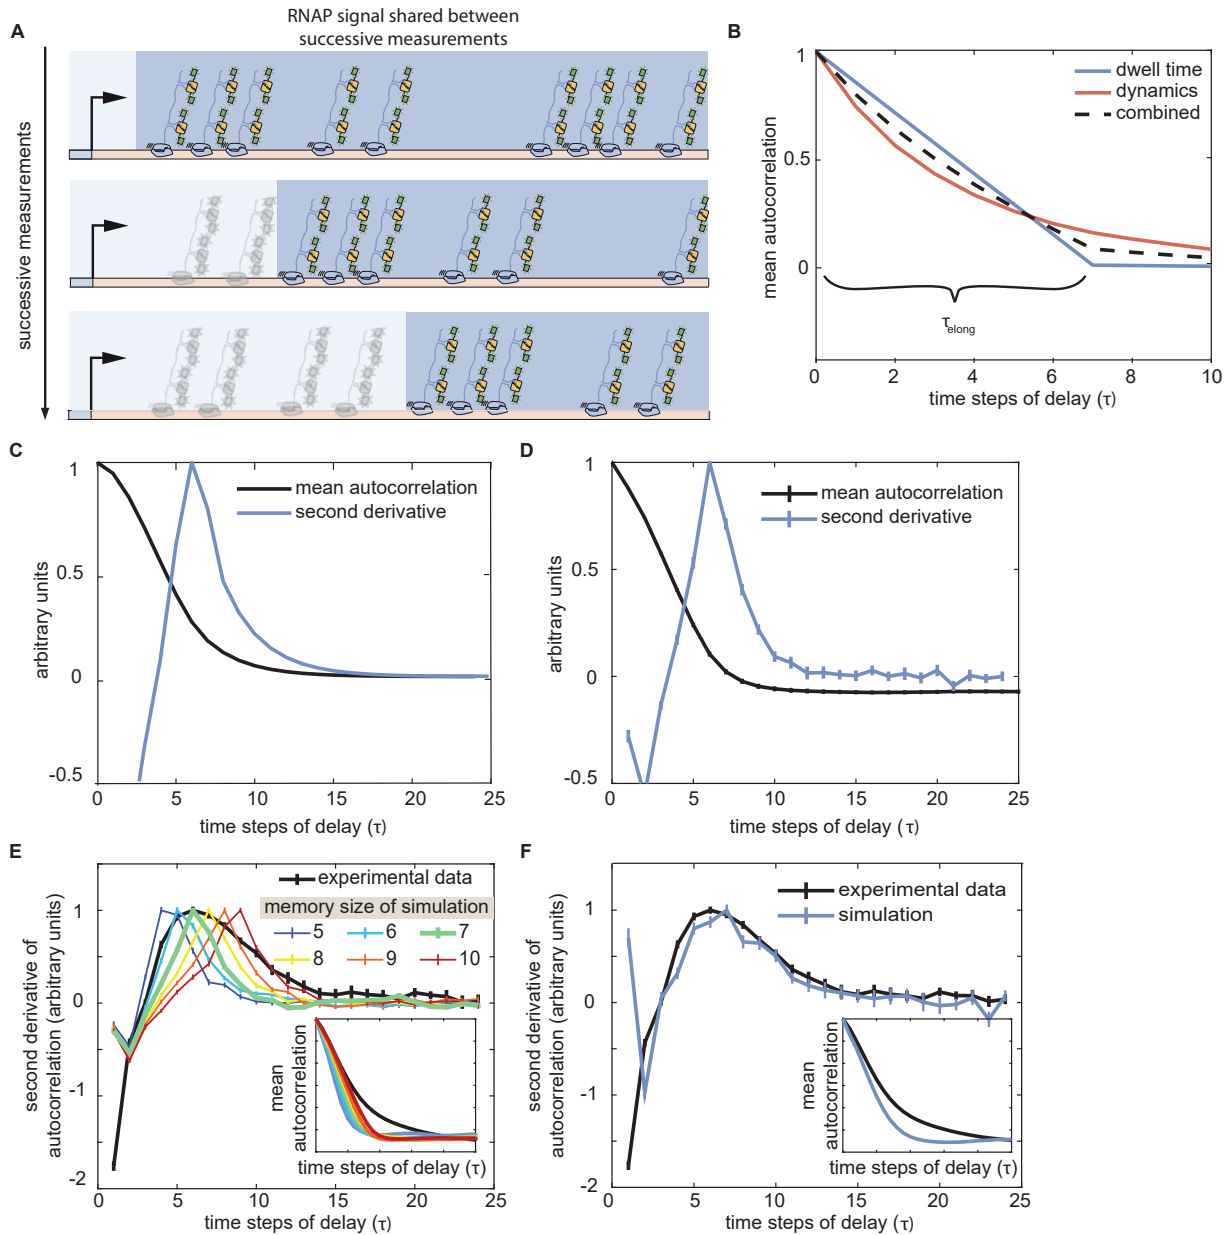 A
RNAP signal shared between
successive measurements
successive measurements
B
mean autocorrelation
1
0.5
0
dwell time
dynamics
combined
τelong
0 2 4 6 8 10
time steps of delay (τ)
C
arbitrary units
1
0.5
0
-0.5
mean autocorrelation
second derivative
0 5 10 15 20 25
time steps of delay (τ)
D
arbitrary units
1
0.5
0
-0.5
mean autocorrelation
second derivative
0 5 10 15 20 25
time steps of delay (τ)
E
second derivative of
autocorrelation (arbitrary units)
1
0
-1
-2
experimental data
memory size of simulation
5 6 7
8 9 10
mean
autocorrelation
time steps of delay (τ)
0 5 10 15 20 25
time steps of delay (τ)
F
second derivative of
autocorrelation (arbitrary units)
1
0
-1
-2
experimental data
simulation
mean
autocorrelation
time steps of delay (τ)
0 5 10 15 20 25
time steps of delay (τ)